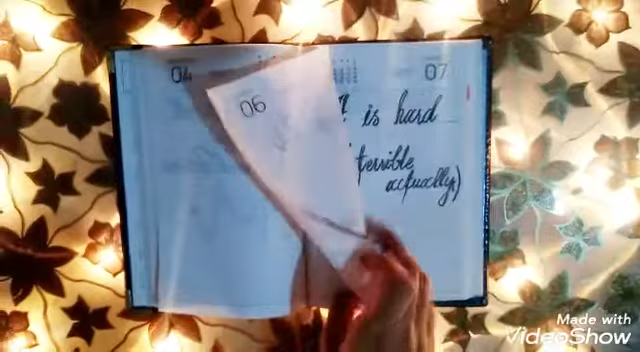 04
06
07
is hard
terrible
actually)
Made with
VideoShow